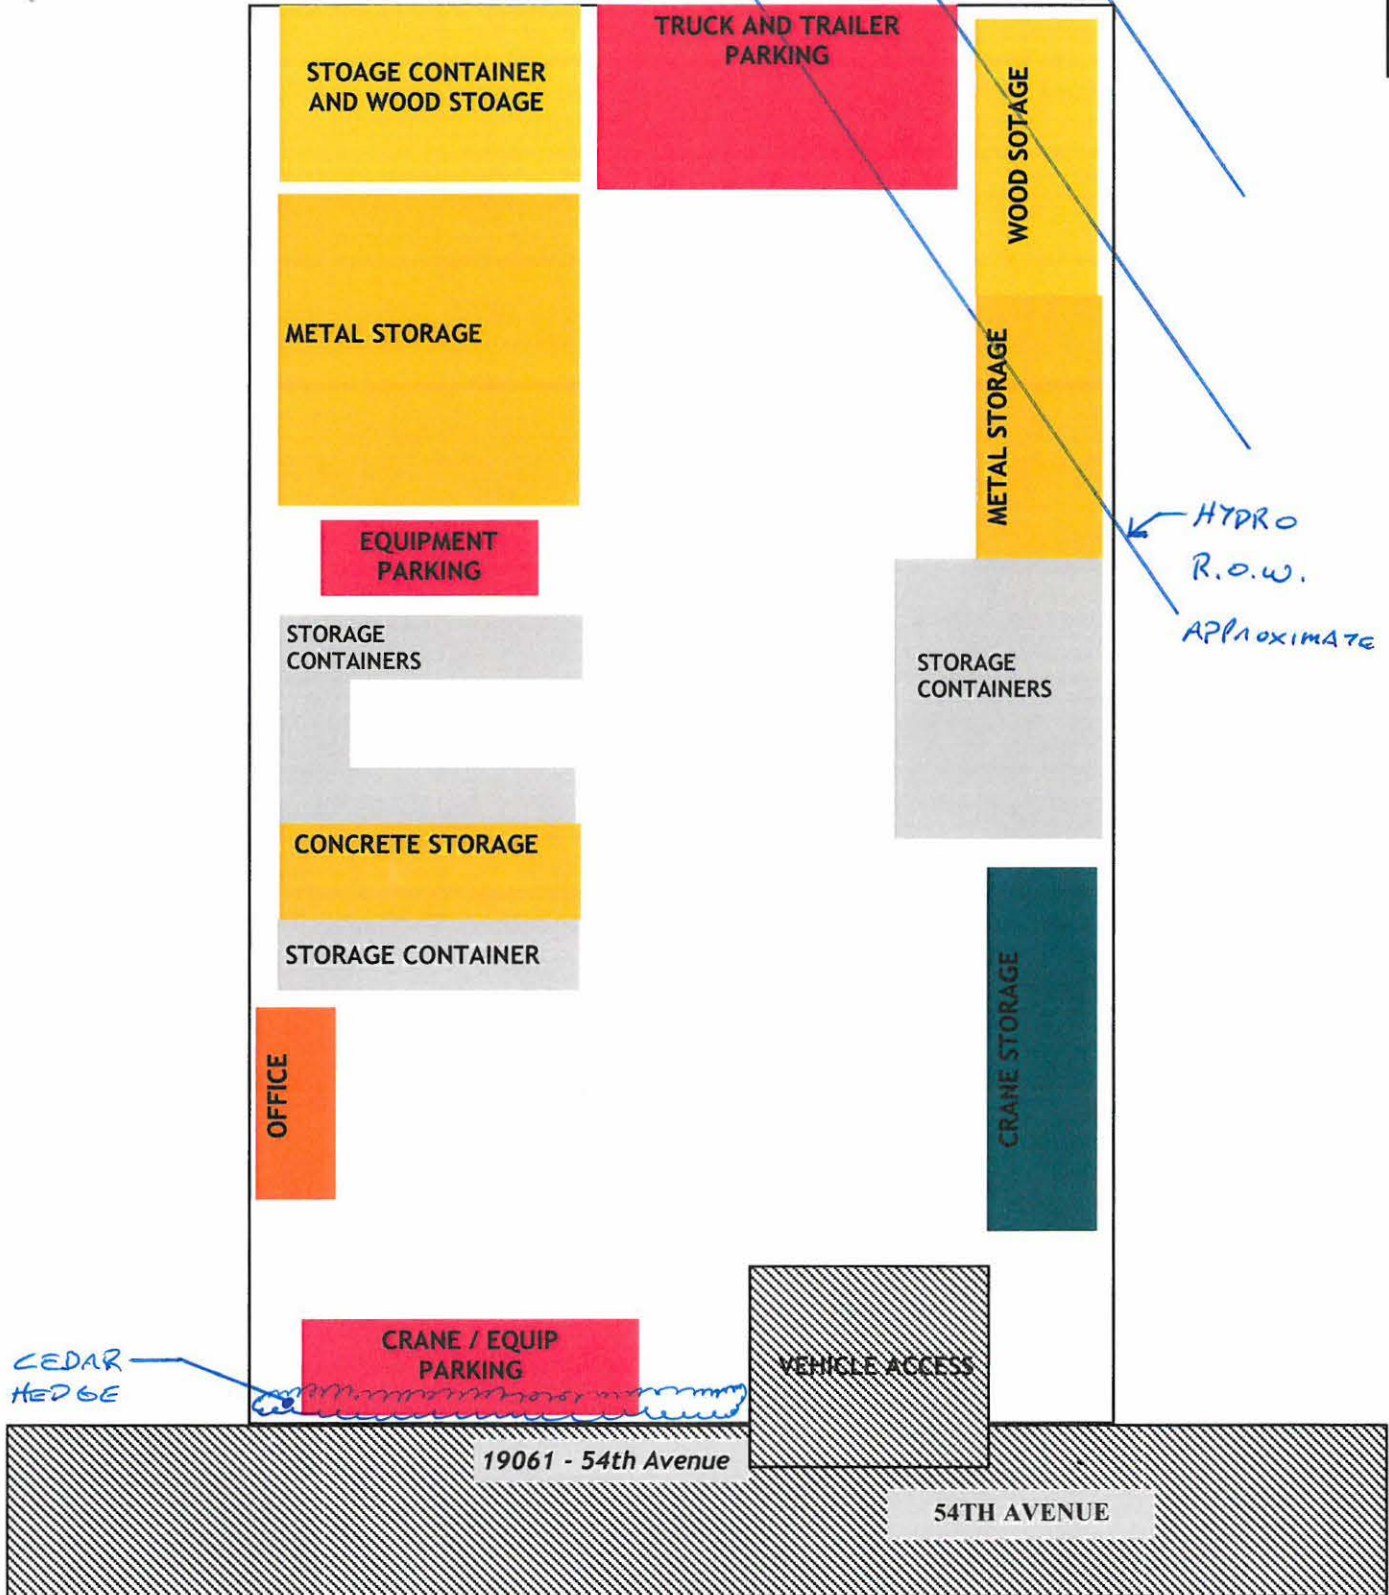 TRUCK AND TRAILER
PARKING
STOAGE CONTAINER
AND WOOD STOAGE
WOOD SOTAGE
METAL STORAGE
METAL STORAGE
HYDRO
R.O.W.
APPROXIMATE
EQUIPMENT
PARKING
STORAGE
CONTAINERS
STORAGE
CONTAINERS
CONCRETE STORAGE
STORAGE CONTAINER
CRANE STORAGE
OFFICE
CRANE / EQUIP
PARKING
VEHICLE ACCESS
CEDAR
HEDGE
19061 - 54th Avenue
54TH AVENUE